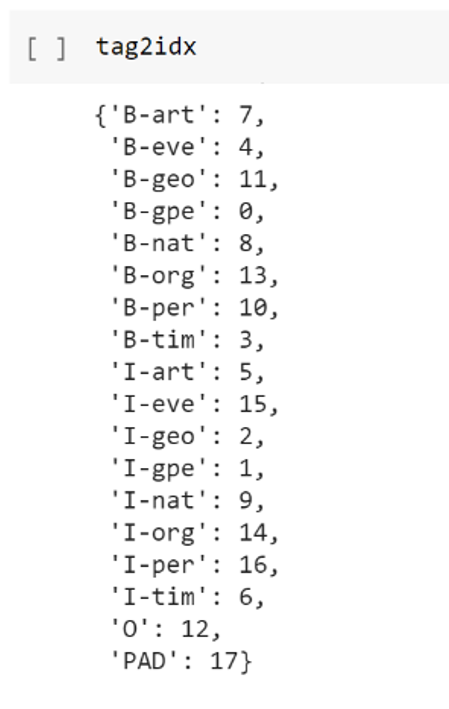 [ ] tag2idx
{'B-art': 7,
'B-eve': 4,
'B-geo': 11,
'B-gpe': 0,
'B-nat': 8,
'B-org': 13,
'B-per': 10,
'B-tim': 3,
'I-art': 5,
'I-eve': 15,
'I-geo': 2,
'I-gpe': 1,
'I-nat': 9,
'I-org': 14,
'I-per': 16,
'I-tim': 6,
'O': 12,
'PAD': 17}